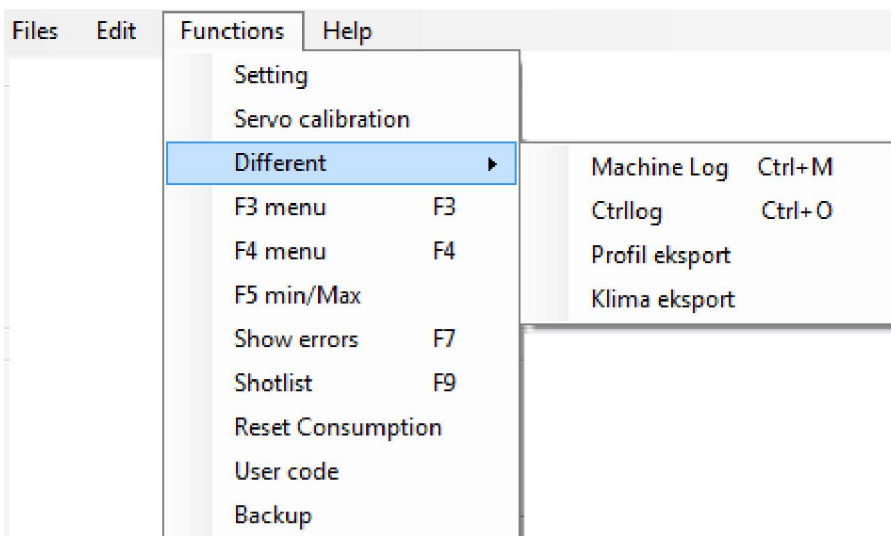 Files Edit Functions Help
Setting
Servo calibration
Different
F3 menu F3
F4 menu F4
F5 min/Max
Show errors F7
Shotlist F9
Reset Consumption
User code
Backup
Machine Log Ctrl+M
Ctrllog Ctrl+O
Profil eksport
Klima eksport